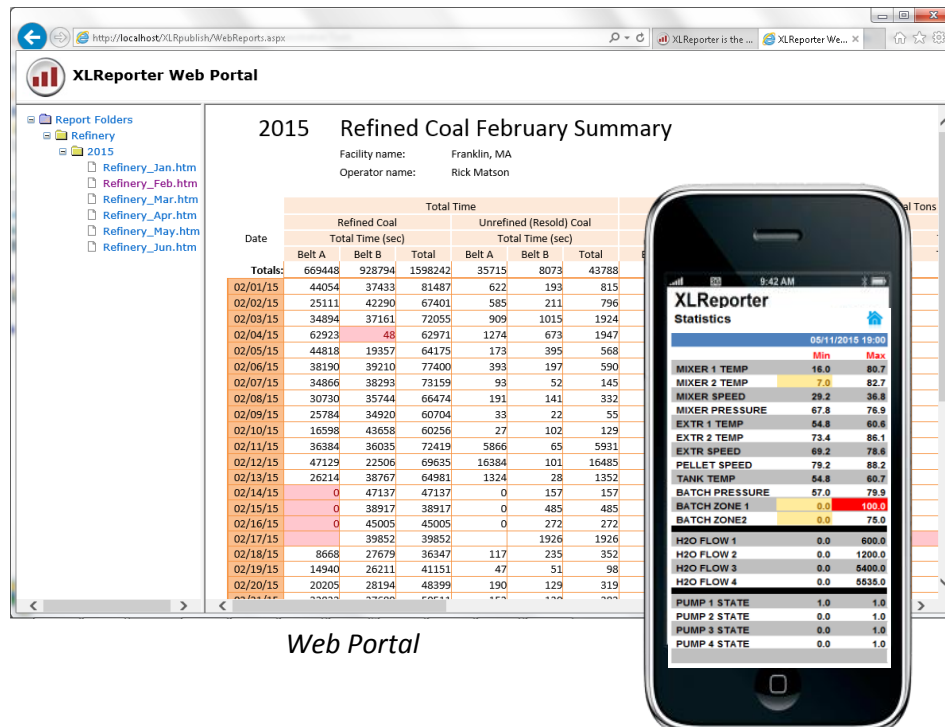 http://localhost/XLRpublish/WebReports.aspx
XLReporter is the ...
XLReporter We...
XLReporter Web Portal
Report Folders
Refinery
2015
Refinery_Jan.htm
Refinery_Feb.htm
Refinery_Mar.htm
Refinery_Apr.htm
Refinery_May.htm
Refinery_Jun.htm
2015 Refined Coal February Summary
Facility name: Franklin, MA
Operator name: Rick Matson
Total Time
al Tons
Refined Coal Unrefined (Resold) Coal
Date Total Time (sec) Total Time (sec)
Belt A Belt B Total Belt A Belt B Total
Totals: 669448 928794 1598242 35715 8073 43788
02/01/15 44054 37433 81487 622 193 815
02/02/15 25111 42290 67401 585 211 796
02/03/15 34894 37161 72055 909 1015 1924
02/04/15 62923 48 62971 1274 673 1947
02/05/15 44818 19357 64175 173 395 568
02/06/15 38190 39210 77400 393 197 590
02/07/15 34866 38293 73159 93 52 145
02/08/15 30730 35744 66474 191 141 332
02/09/15 25784 34920 60704 33 22 55
02/10/15 16598 43658 60256 27 102 129
02/11/15 36384 36035 72419 5866 65 5931
02/12/15 47129 22506 69635 16384 101 16485
02/13/15 26214 38767 64981 1324 28 1352
02/14/15 0 47137 47137 0 157 157
02/15/15 0 38917 38917 0 485 485
02/16/15 0 45005 45005 0 272 272
02/17/15 39852 39852 1926 1926
02/18/15 8668 27679 36347 117 235 352
02/19/15 14940 26211 41151 47 51 98
02/20/15 20205 28194 48399 190 129 319
9:42 AM
XLReporter
Statistics
05/11/2015 19:00
Min Max
MIXER 1 TEMP 16.0 80.7
MIXER 2 TEMP 7.0 82.7
MIXER SPEED 29.2 36.8
MIXER PRESSURE 67.8 76.9
EXTR 1 TEMP 54.8 60.6
EXTR 2 TEMP 73.4 86.1
EXTR SPEED 69.2 78.6
PELLET SPEED 79.2 88.2
TANK TEMP 54.8 60.7
BATCH PRESSURE 57.0 79.9
BATCH ZONE 1 0.0 100.0
BATCH ZONE2 0.0 75.0
H2O FLOW 1 0.0 600.0
H2O FLOW 2 0.0 1200.0
H2O FLOW 3 0.0 5400.0
H2O FLOW 4 0.0 5535.0
PUMP 1 STATE 1.0 1.0
PUMP 2 STATE 0.0 1.0
PUMP 3 STATE 0.0 1.0
PUMP 4 STATE 0.0 1.0
Web Portal